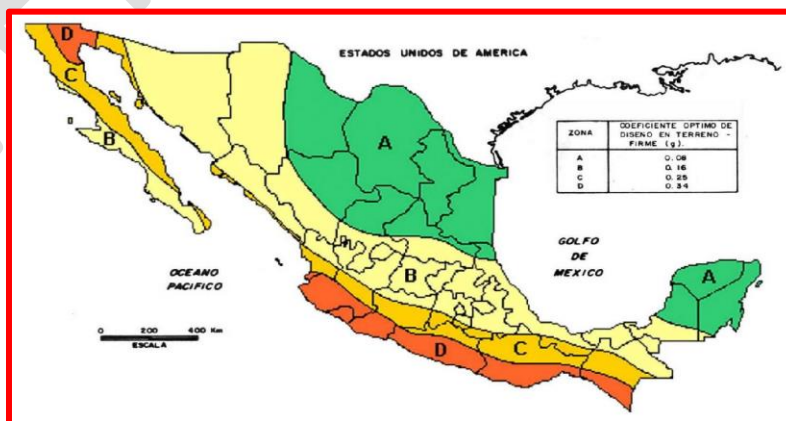 D
ESTADOS UNIDOS DE AMERICA
C
B
A
ZONA
COEFICIENTE OPTIMO DE
DISEÑO EN TERRENO -
FIRME (g).
A 0.08
B 0.16
C 0.25
D 0.34
GOLFO
DE
MEXICO
A
OCEANO
PACIFICO
B
0 200 400 Km
ESCALA
D
C